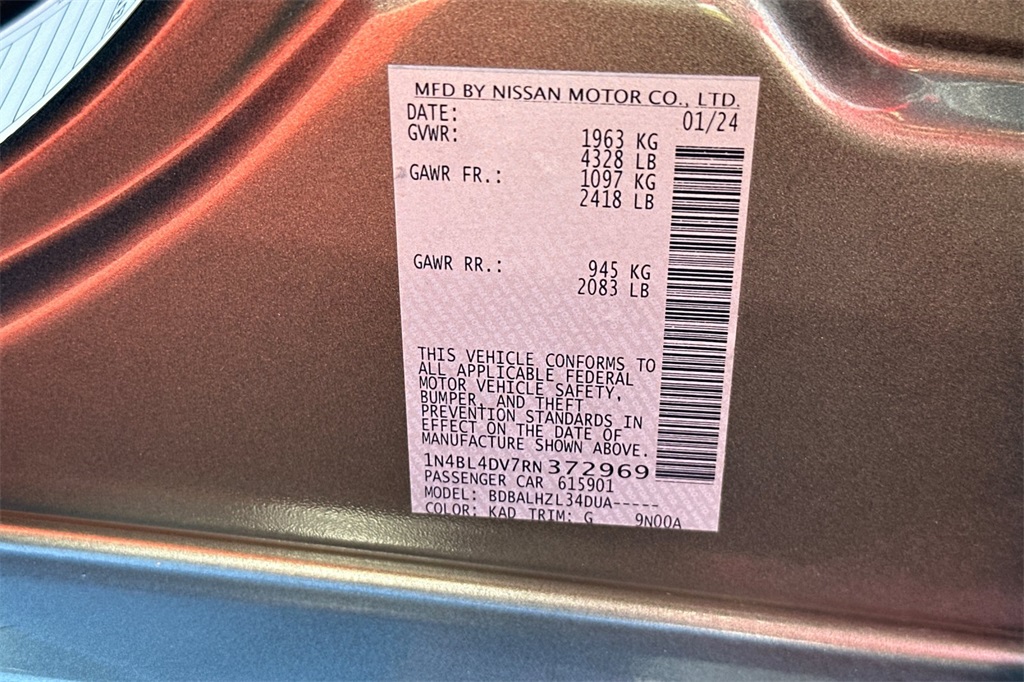 MFD BY NISSAN MOTOR CO., LTD.
DATE: 01/24
GVWR: 1963 KG
4328 LB
GAWR FR.: 1097 KG
2418 LB
GAWR RR.: 945 KG
2083 LB
THIS VEHICLE CONFORMS TO
ALL APPLICABLE FEDERAL
MOTOR VEHICLE SAFETY,
BUMPER, AND THEFT
PREVENTION STANDARDS IN
EFFECT ON THE DATE OF
MANUFACTURE SHOWN ABOVE.
1N4BL4DV7RN372969
PASSENGER CAR 615901
MODEL: BDBALHZL34DUA-----
COLOR: KAD TRIM: G 9N00A